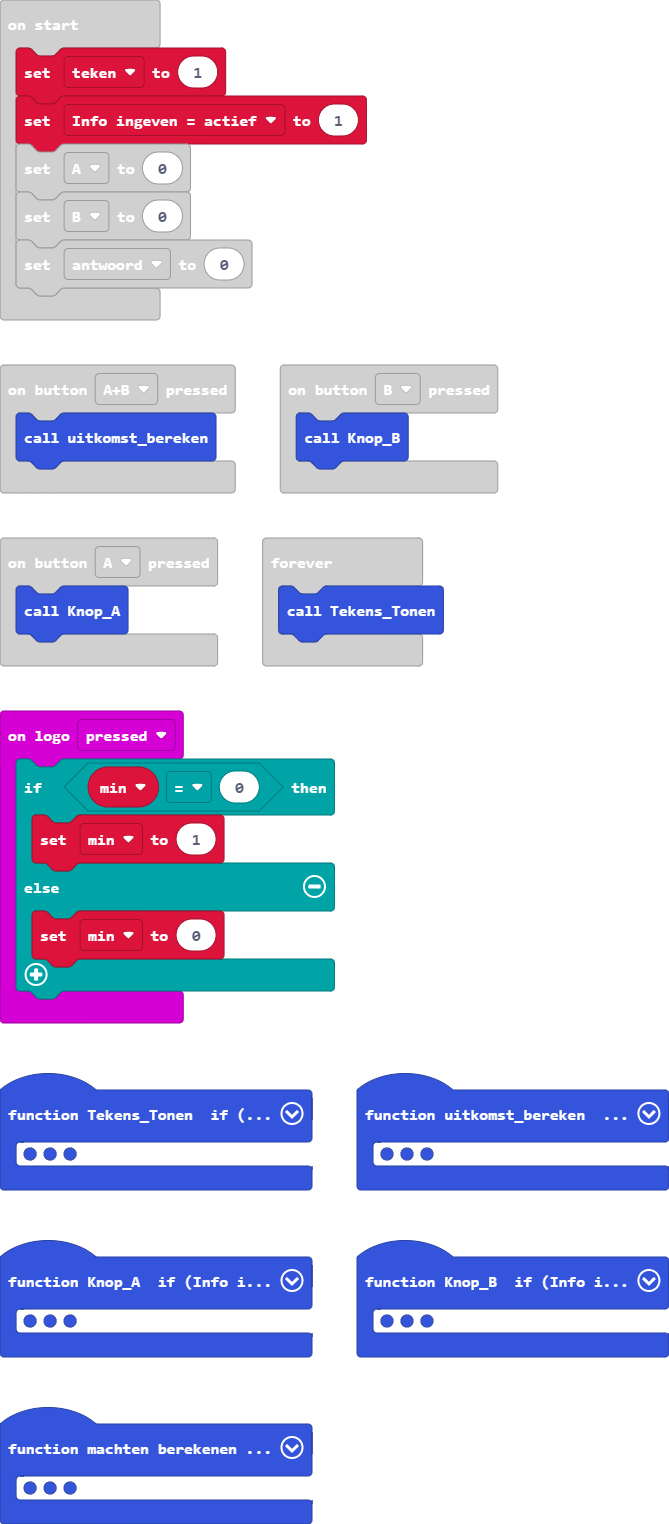 on start
set teken to 1
set Info ingeven = actief to 1
set A to 0
set B to 0
set antwoord to 0
on button A+B pressed
call uitkomst_bereken
on button B pressed
call Knop_B
on button A pressed
call Knop_A
forever
call Tekens_Tonen
on logo pressed
if min = 0 then
set min to 1
else
set min to 0
function Tekens_Tonen if (...
function uitkomst_bereken ...
function Knop_A if (Info i...
function Knop_B if (Info i...
function machten berekenen ...